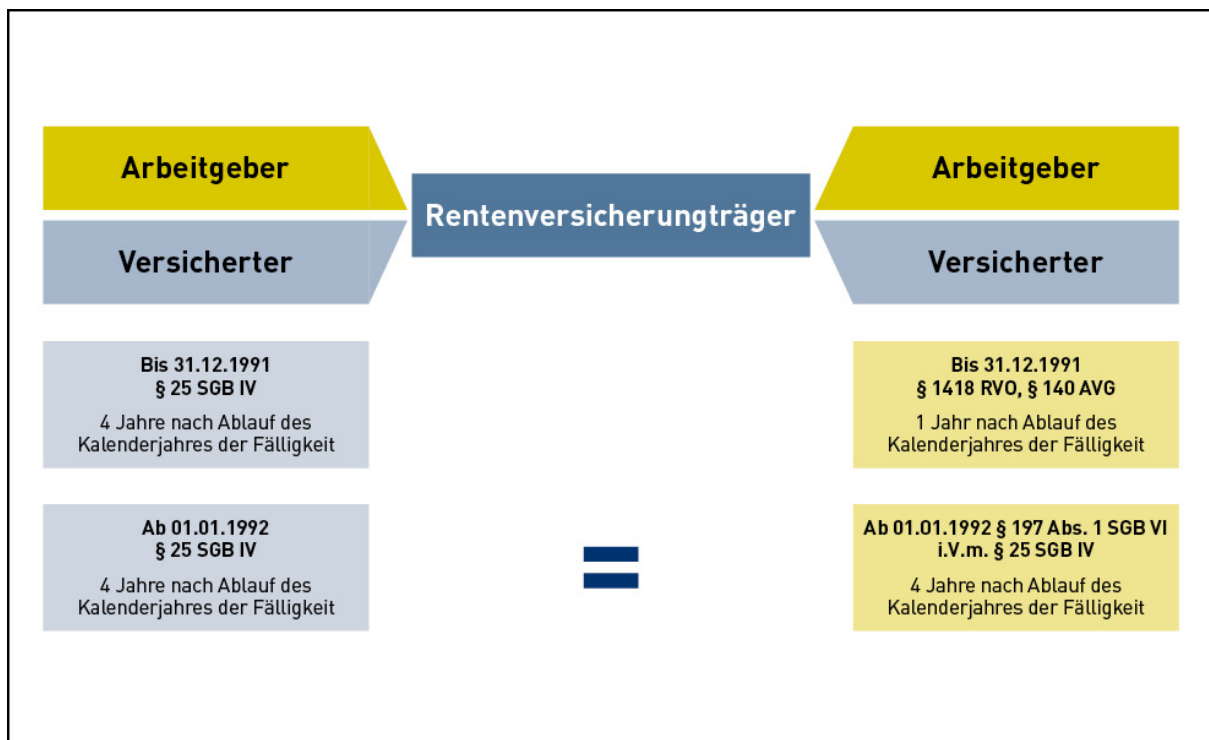 Arbeitgeber
Versicherter
Rentenversicherungträger
Arbeitgeber
Versicherter
Bis 31.12.1991
§ 25 SGB IV
4 Jahre nach Ablauf des
Kalenderjahres der Fälligkeit
Bis 31.12.1991
§ 1418 RVO, § 140 AVG
1 Jahr nach Ablauf des
Kalenderjahres der Fälligkeit
Ab 01.01.1992
§ 25 SGB IV
4 Jahre nach Ablauf des
Kalenderjahres der Fälligkeit
=
Ab 01.01.1992 § 197 Abs. 1 SGB VI
i.V.m. § 25 SGB IV
4 Jahre nach Ablauf des
Kalenderjahres der Fälligkeit